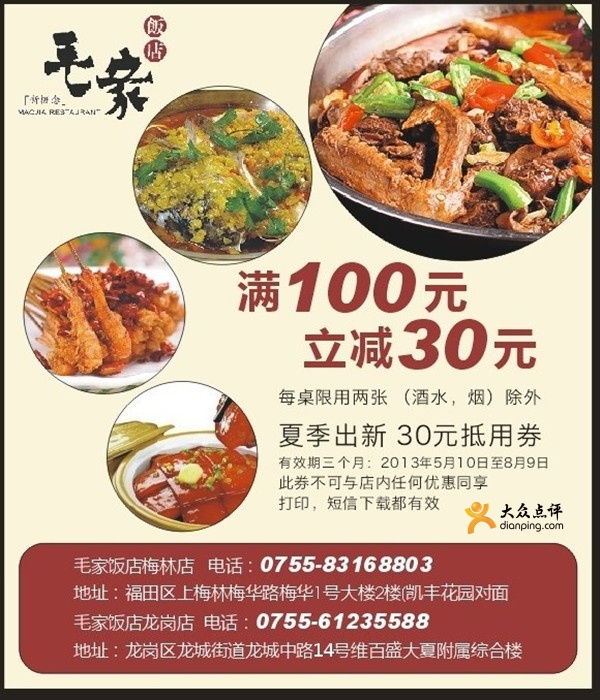 毛家
飯店
「新概念」
MAOJIA RESTAURANT
满100元
立减30元
每桌限用两张 （酒水，烟）除外
夏季出新 30元抵用券
有效期三个月：2013年5月10日至8月9日
此券不可与店内任何优惠同享
打印，短信下载都有效
大众点评
dianping.com
毛家饭店梅林店 电话：0755-83168803
地址：福田区上梅林梅华路梅华1号大楼2楼(凯丰花园对面
毛家饭店龙岗店 电话：0755-61235588
地址：龙岗区龙城街道龙城中路14号维百盛大夏附属综合楼